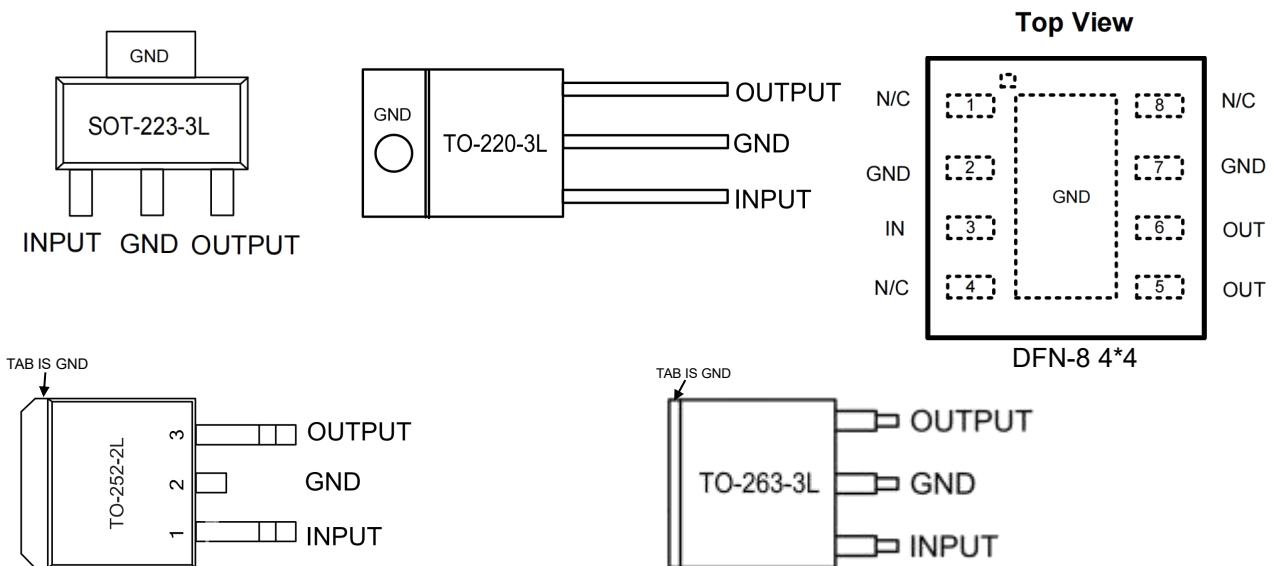 GND
SOT-223-3L
INPUT GND OUTPUT
GND
TO-220-3L
OUTPUT
GND
INPUT
Top View
N/C 1 8 N/C
GND 2 7 GND
GND
IN 3 6 OUT
N/C 4 5 OUT
DFN-8 4*4
TAB IS GND
TO-252-2L
3 OUTPUT
2 GND
1 INPUT
TAB IS GND
TO-263-3L
OUTPUT
GND
INPUT